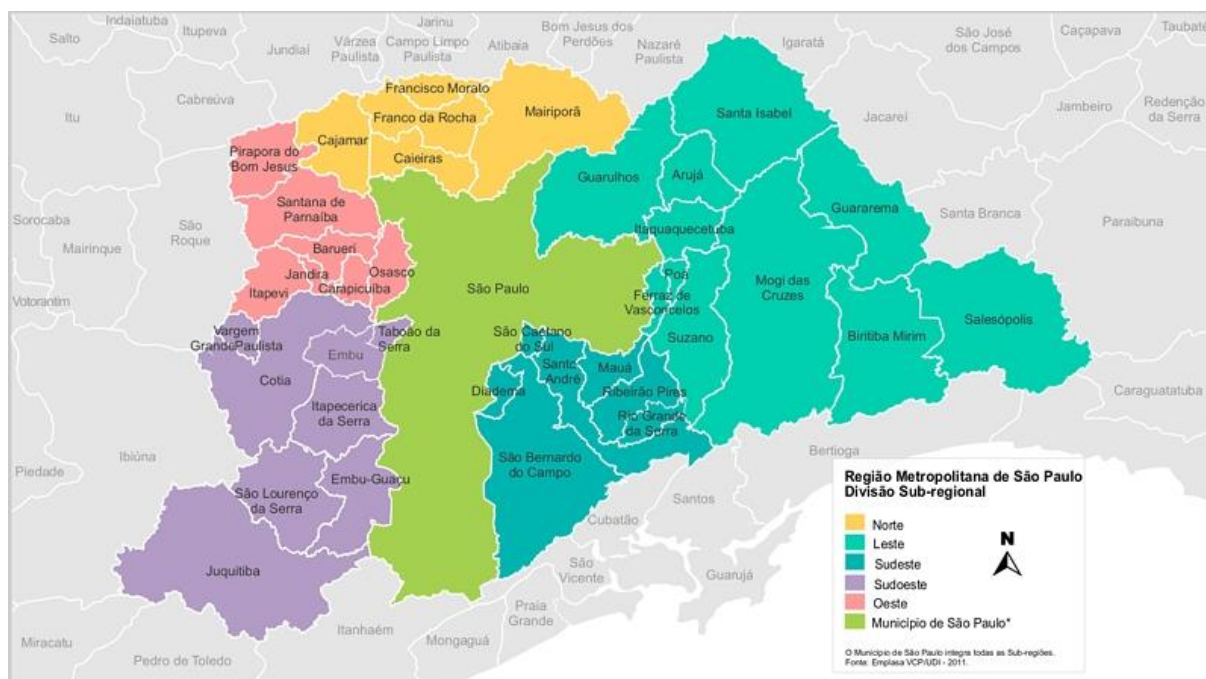 Indaiatuba
Salto
Itupeva
Jundiaí
Várzea
Paulista
Jarinu
Campo Limpo
Paulista
Atibaia
Bom Jesus dos
Perdões
Nazaré
Paulista
Igaratá
São José
dos Campos
Caçapava
Taubaté
Itu
Cabreúva
Francisco Morato
Franco da Rocha
Mairiporã
Cajamar
Caieiras
Santa Isabel
Jacareí
Jambeiro
Redenção
da Serra
Pirapora do
Bom Jesus
Guarulhos
Arujá
Santana de
Parnaíba
Guararema
Santa Branca
Paraibuna
Sorocaba
Mairinque
São
Roque
Itaquaquecetuba
Barueri
Jandira
Osasco
Carapicuíba
Itapevi
São Paulo
Poá
Ferraz de
Vasconcelos
Mogi das
Cruzes
Votorantim
Salesópolis
Vargem
Grande Paulista
Taboão da
Serra
São Caetano
do Sul
Suzano
Biritiba Mirim
Embu
Cotia
Santo
André
Mauá
Diadema
Ribeirão Pires
Caraguatatuba
Itapecerica
da Serra
Rio Grande
da Serra
Piedade
Ibiúna
São Bernardo
do Campo
Bertioga
Embu-Guaçu
São Lourenço
da Serra
Santos
Cubatão
Juquitiba
São
Vicente
Guarujá
Praia
Grande
Itanhaém
Mongaguá
Miracatu
Pedro de Toledo
Região Metropolitana de São Paulo
Divisão Sub-regional
Norte
Leste
Sudeste
Sudoeste
Oeste
Município de São Paulo*
N
O Município de São Paulo integra todas as Sub-regiões.
Fonte: Emplasa VCP/UDI - 2011.